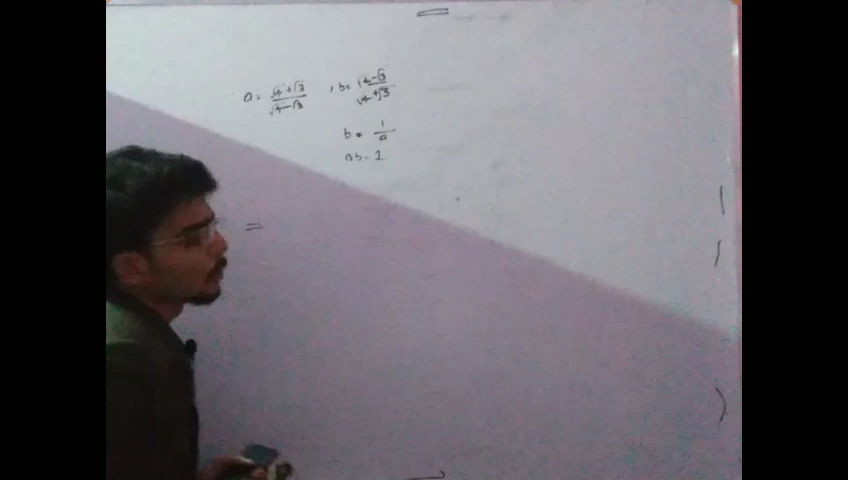 a = √4+√3 / √4-√3 , b = √4-√3 / √4+√3
b = 1/a
ab = 1